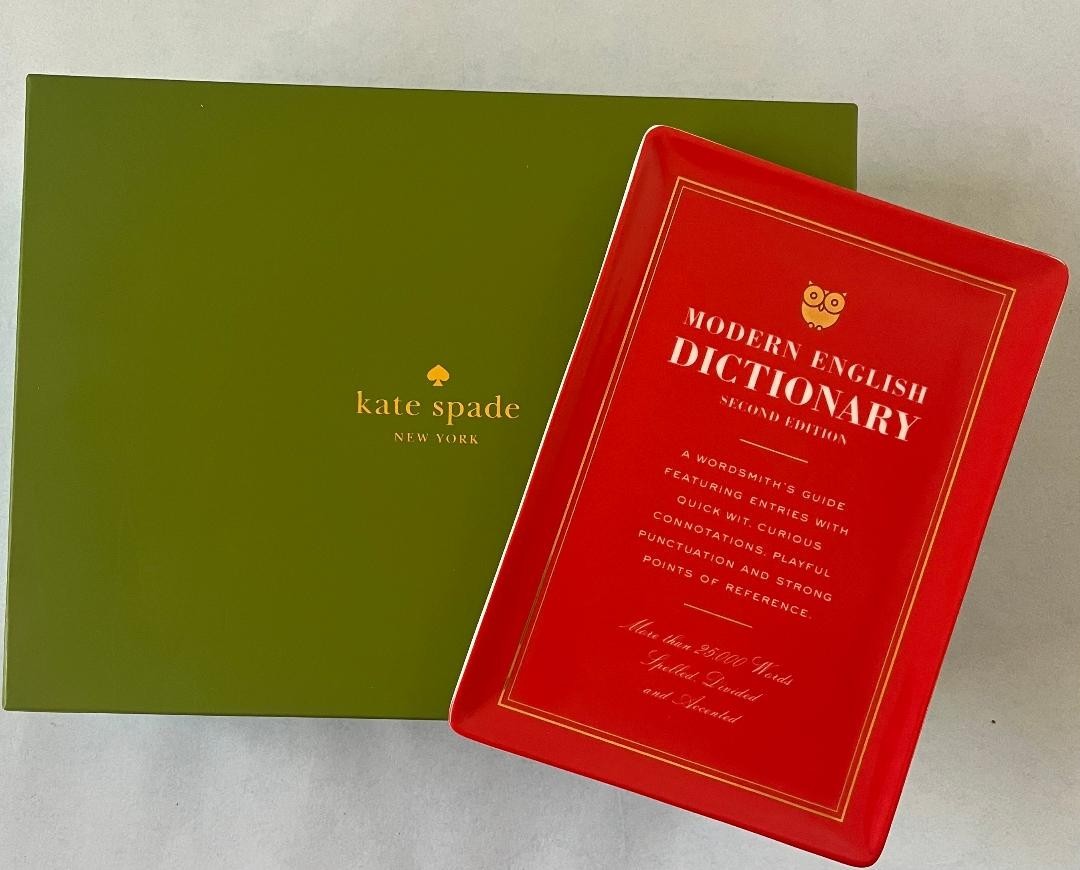 kate spade
NEW YORK
MODERN ENGLISH
DICTIONARY
SECOND EDITION
A WORDSMITH'S GUIDE
FEATURING ENTRIES WITH
QUICK WIT, CURIOUS
CONNOTATIONS, PLAYFUL
PUNCTUATION AND STRONG
POINTS OF REFERENCE.
More than 25,000 Words
Spelled, Divided
and Accented